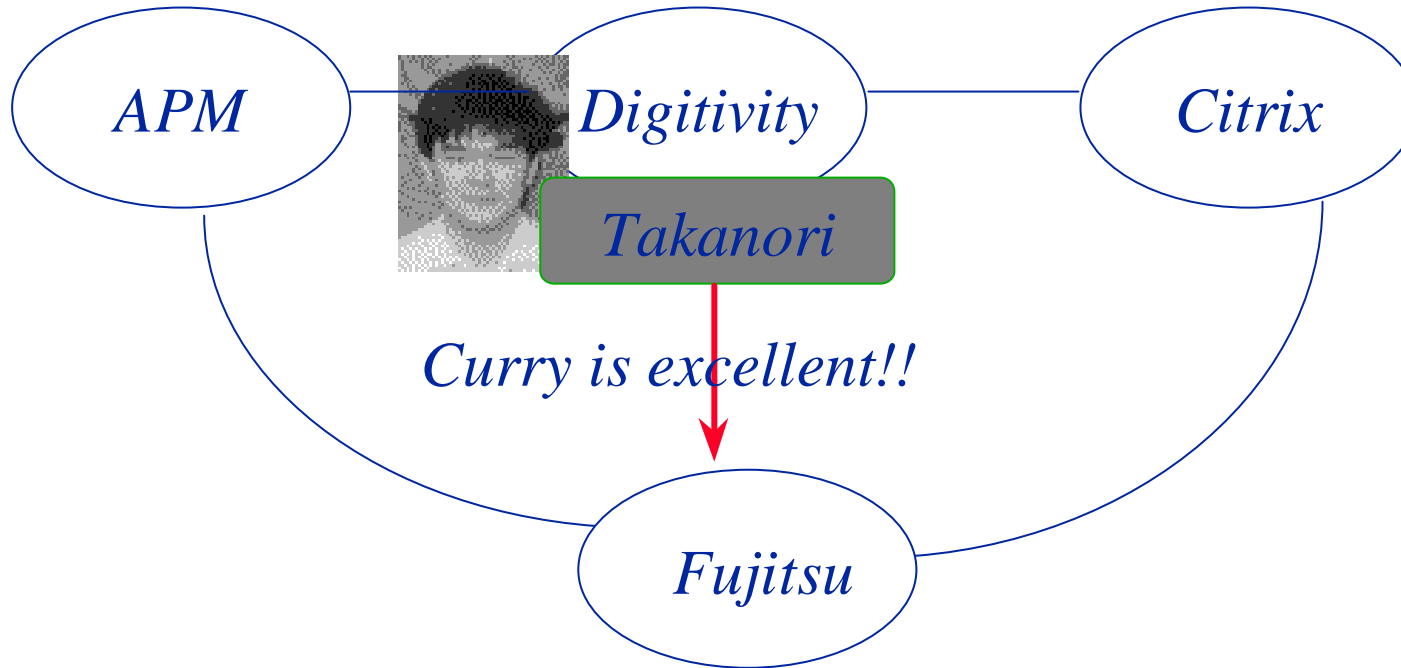 APM
Digitivity
Citrix
Takanori
Curry is excellent!!
Fujitsu